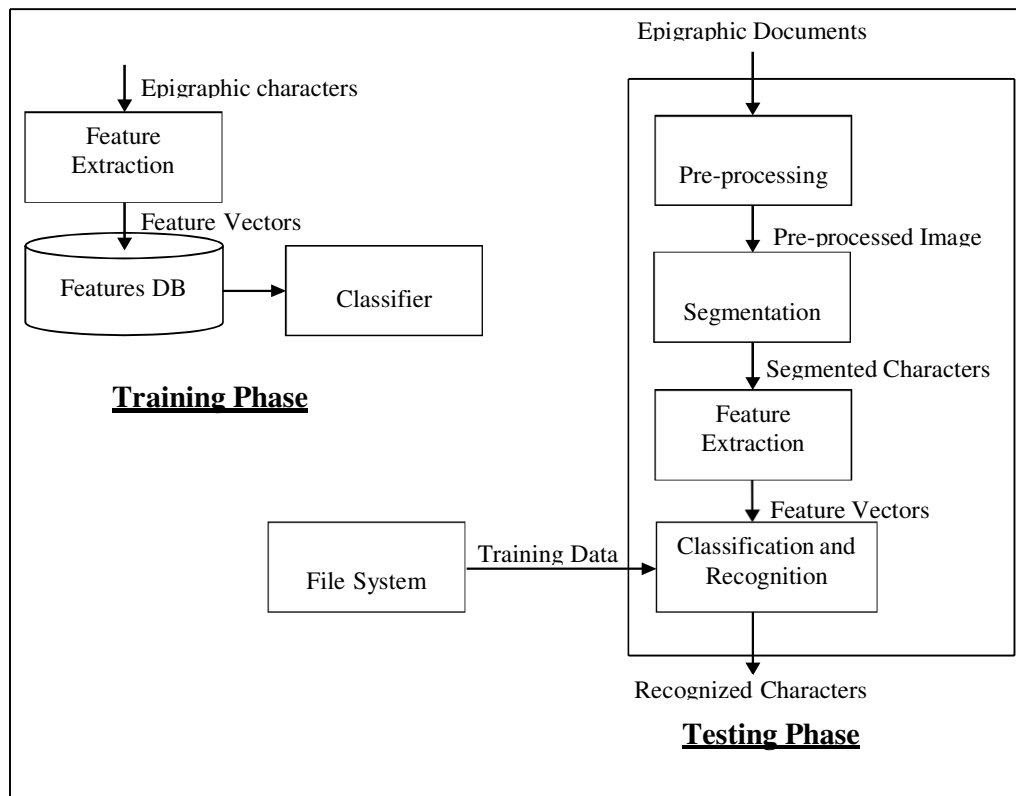 Epigraphic characters
Feature
Extraction
Feature Vectors
Features DB
Classifier
Training Phase
Epigraphic Documents
Pre-processing
Pre-processed Image
Segmentation
Segmented Characters
Feature
Extraction
Feature Vectors
File System
Training Data
Classification and
Recognition
Recognized Characters
Testing Phase